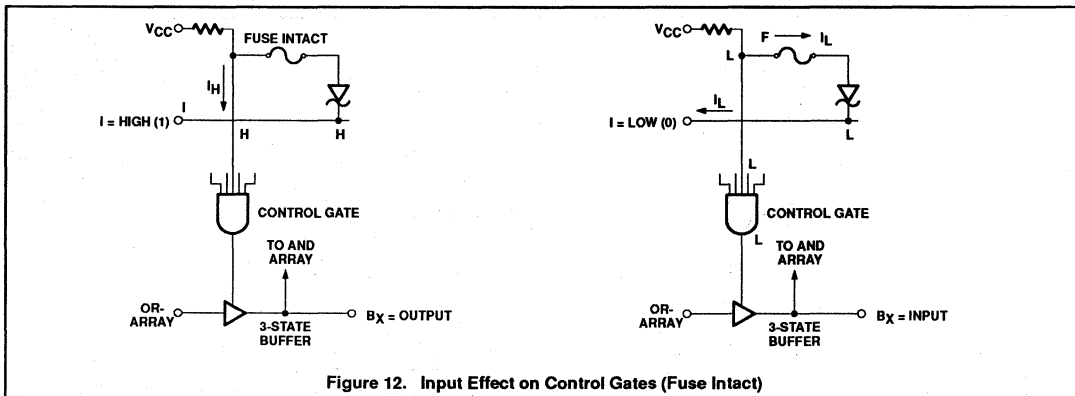 VCC
FUSE INTACT
IH
I
I = HIGH (1)
H
H
CONTROL GATE
TO AND
ARRAY
OR-
ARRAY
3-STATE
BUFFER
BX = OUTPUT
VCC
F
IL
L
IL
I = LOW (0)
L
L
CONTROL GATE
L
TO AND
ARRAY
OR-
ARRAY
3-STATE
BUFFER
BX = INPUT
Figure 12. Input Effect on Control Gates (Fuse Intact)